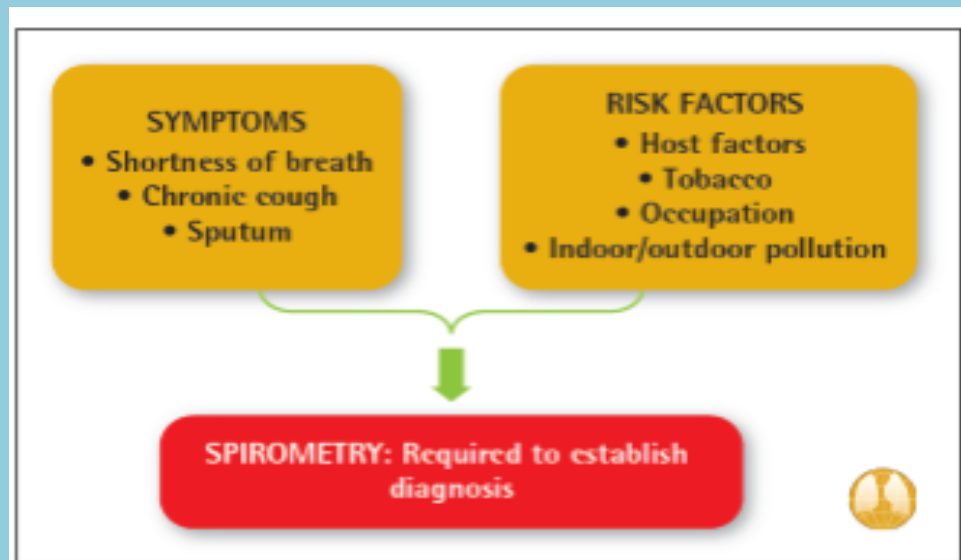 SYMPTOMS
• Shortness of breath
• Chronic cough
• Sputum
RISK FACTORS
• Host factors
• Tobacco
• Occupation
• Indoor/outdoor pollution
SPIROMETRY: Required to establish
diagnosis